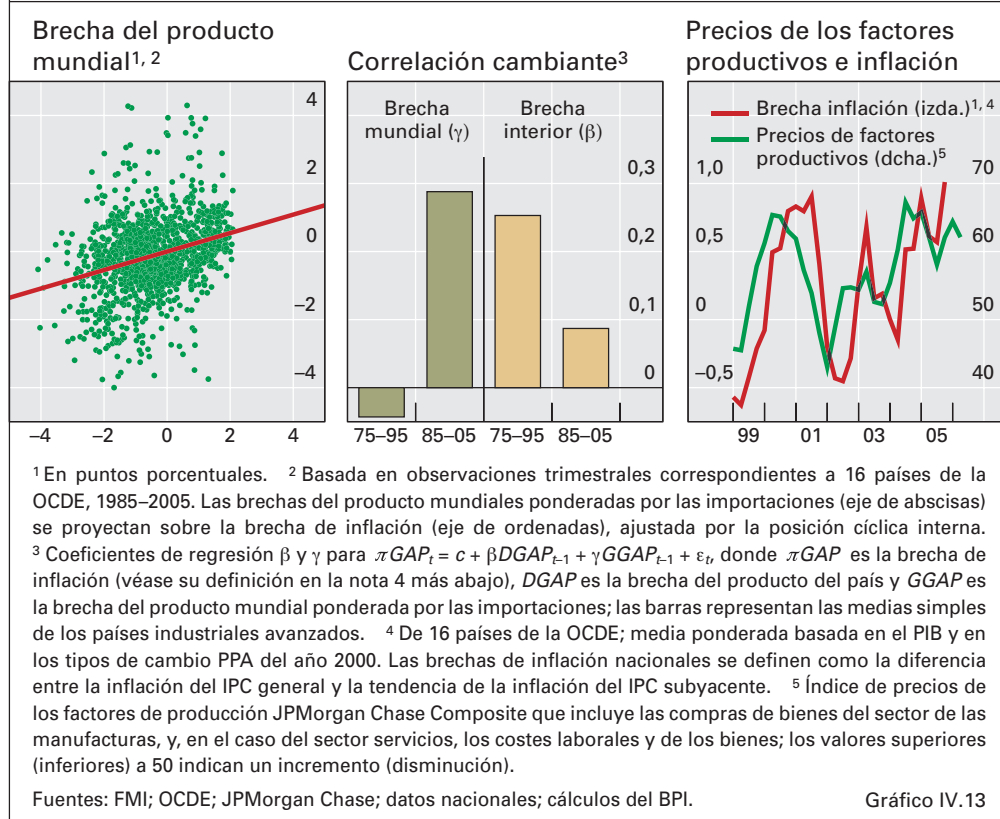 Brecha del producto
mundial1, 2
4
2
0
–2
–4
–4 –2 0 2 4
Correlación cambiante3
Brecha
mundial (γ)
Brecha
interior (β)
0,3
0,2
0,1
0
75–95 85–05 75–95 85–05
Precios de los factores
productivos e inflación
Brecha inflación (izda.)1, 4
Precios de factores
productivos (dcha.)5
1,0
0,5
0
–0,5
70
60
50
40
99 01 03 05
1 En puntos porcentuales. 2 Basada en observaciones trimestrales correspondientes a 16 países de la
OCDE, 1985–2005. Las brechas del producto mundiales ponderadas por las importaciones (eje de abscisas)
se proyectan sobre la brecha de inflación (eje de ordenadas), ajustada por la posición cíclica interna.
3 Coeficientes de regresión β y γ para πGAPt = c + βDGAPt–1 + γGGAPt–1 + εt, donde πGAP es la brecha de
inflación (véase su definición en la nota 4 más abajo), DGAP es la brecha del producto del país y GGAP es
la brecha del producto mundial ponderada por las importaciones; las barras representan las medias simples
de los países industriales avanzados. 4 De 16 países de la OCDE; media ponderada basada en el PIB y en
los tipos de cambio PPA del año 2000. Las brechas de inflación nacionales se definen como la diferencia
entre la inflación del IPC general y la tendencia de la inflación del IPC subyacente. 5 Índice de precios de
los factores de producción JPMorgan Chase Composite que incluye las compras de bienes del sector de las
manufacturas, y, en el caso del sector servicios, los costes laborales y de los bienes; los valores superiores
(inferiores) a 50 indican un incremento (disminución).
Fuentes: FMI; OCDE; JPMorgan Chase; datos nacionales; cálculos del BPI. Gráfico IV.13